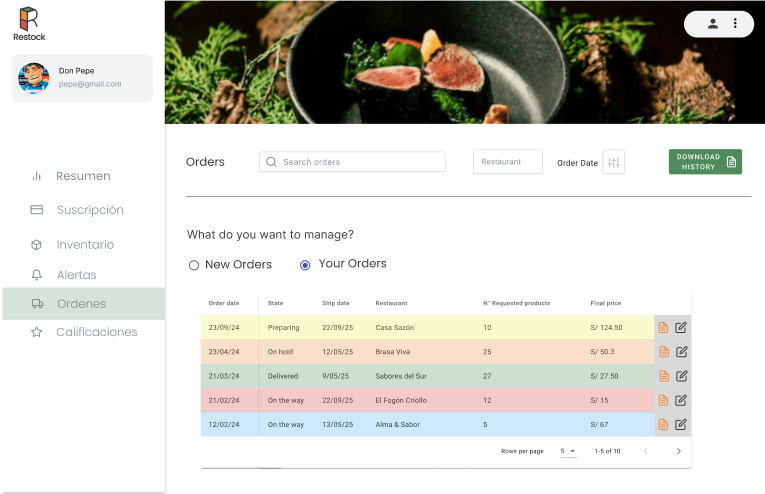 Restock
Don Pepe
pepe@gmail.com
Resumen
Suscripción
Inventario
Alertas
Ordenes
Calificaciones
Orders
Search orders
Restaurant
Order Date
DOWNLOAD
HISTORY
What do you want to manage?
New Orders
Your Orders
Order date State Ship date Restaurant N° Requested products Final price
23/09/24 Preparing 22/09/25 Casa Sazón 10 S/ 124.50
23/04/24 On hold 12/05/25 Brasa Viva 25 S/ 50.3
21/03/24 Delivered 9/05/25 Sabores del Sur 27 S/ 27.50
21/02/24 On the way 22/09/25 El Fogón Criollo 12 S/ 15
12/02/24 On the way 13/05/25 Alma & Sabor 5 S/ 67
Rows per page 5 1-5 of 10